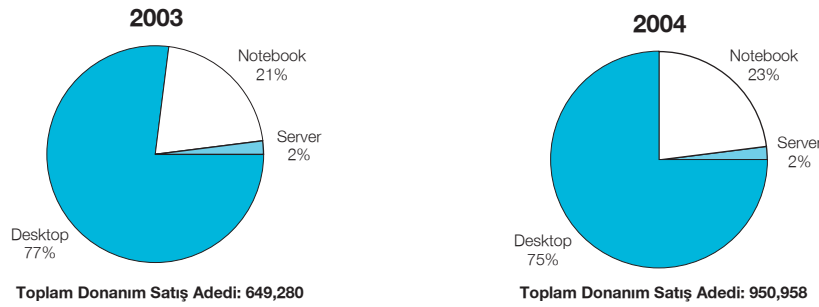 2003
Notebook
21%
Server
2%
Desktop
77%
Toplam Donanım Satış Adedi: 649,280
2004
Notebook
23%
Server
2%
Desktop
75%
Toplam Donanım Satış Adedi: 950,958